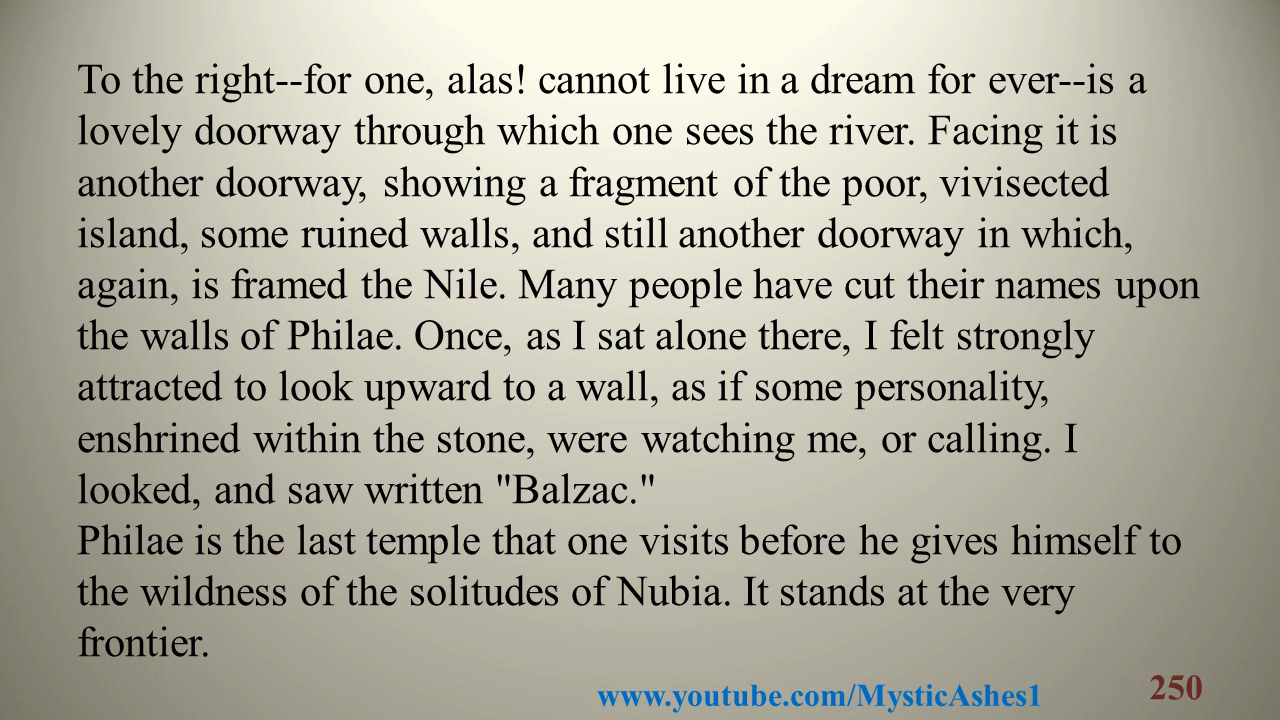 To the right--for one, alas! cannot live in a dream for ever--is a
lovely doorway through which one sees the river. Facing it is
another doorway, showing a fragment of the poor, vivisected
island, some ruined walls, and still another doorway in which,
again, is framed the Nile. Many people have cut their names upon
the walls of Philae. Once, as I sat alone there, I felt strongly
attracted to look upward to a wall, as if some personality,
enshrined within the stone, were watching me, or calling. I
looked, and saw written "Balzac."
Philae is the last temple that one visits before he gives himself to
the wildness of the solitudes of Nubia. It stands at the very
frontier.
www.youtube.com/MysticAshes1
250